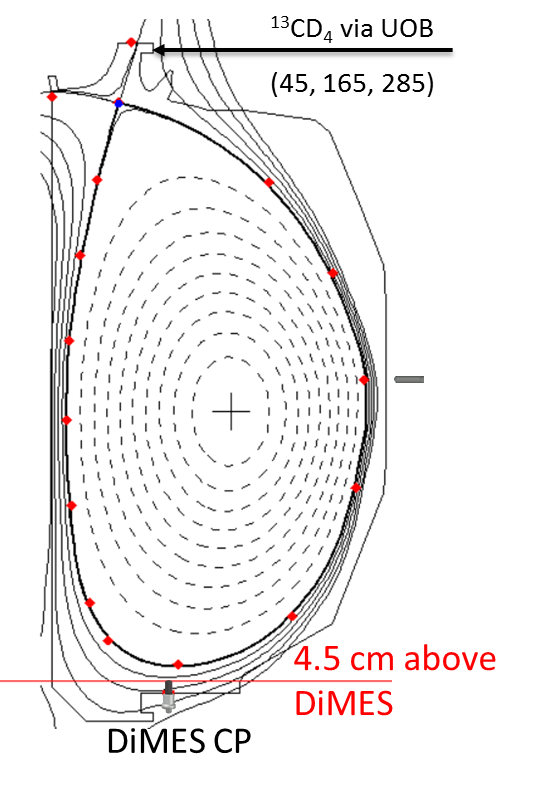 ¹³CD₄ via UOB
(45, 165, 285)
4.5 cm above
DiMES
DiMES CP